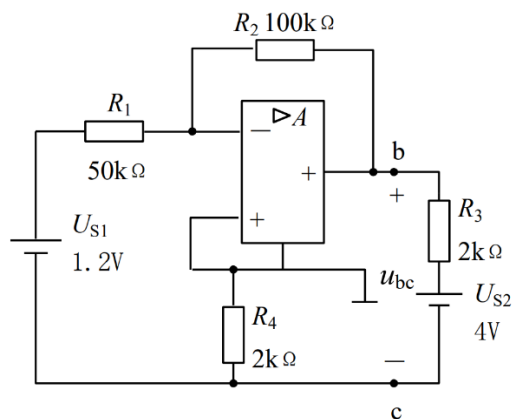 R2 100kΩ
R1
▷A
−
50kΩ
+
b
+
+
R3
2kΩ
US1
1.2V
ubc
US2
4V
R4
2kΩ
−
c